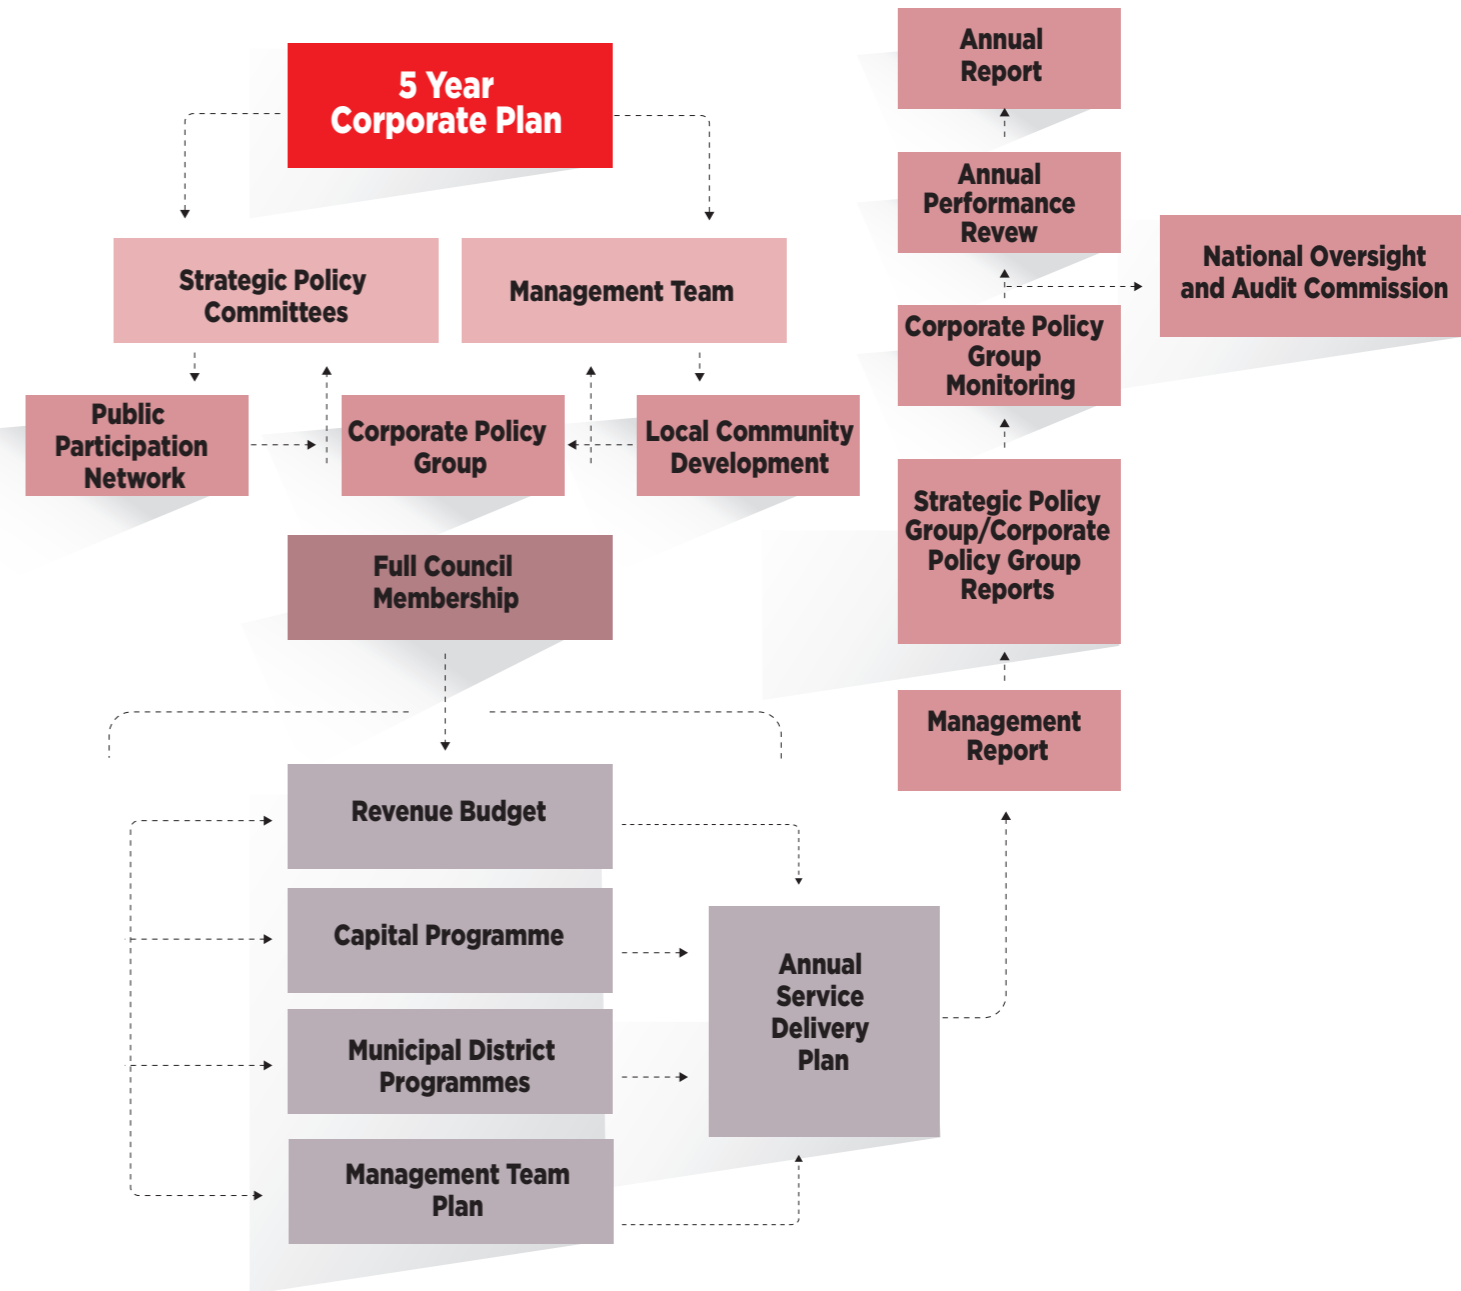 5 Year
Corporate Plan
Strategic Policy
Committees
Management Team
Public
Participation
Network
Corporate Policy
Group
Local Community
Development
Full Council
Membership
Revenue Budget
Capital Programme
Municipal District
Programmes
Management Team
Plan
Annual
Service
Delivery
Plan
Annual
Report
Annual
Performance
Revew
National Oversight
and Audit Commission
Corporate Policy
Group
Monitoring
Strategic Policy
Group/Corporate
Policy Group
Reports
Management
Report